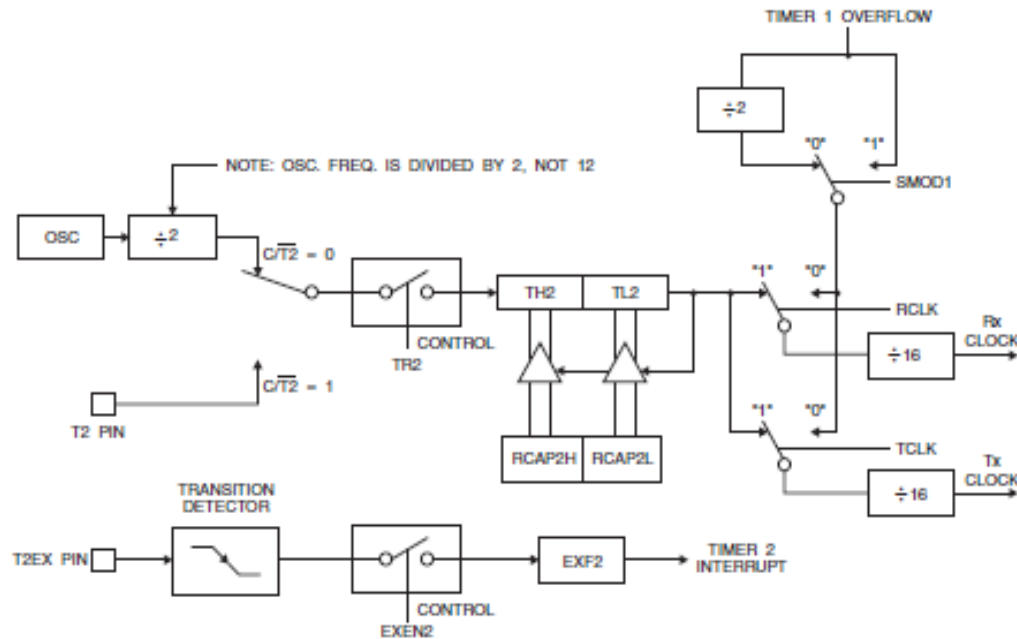 TIMER 1 OVERFLOW
÷2
"0" "1"
SMOD1
NOTE: OSC. FREQ. IS DIVIDED BY 2, NOT 12
OSC
÷2
C/T2̅ = 0
TH2 TL2
"1" "0"
RCLK
Rx
CLOCK
÷16
CONTROL
TR2
C/T2̅ = 1
T2 PIN
"1" "0"
TCLK
Tx
CLOCK
÷16
RCAP2H RCAP2L
TRANSITION
DETECTOR
T2EX PIN
EXF2
TIMER 2
INTERRUPT
CONTROL
EXEN2